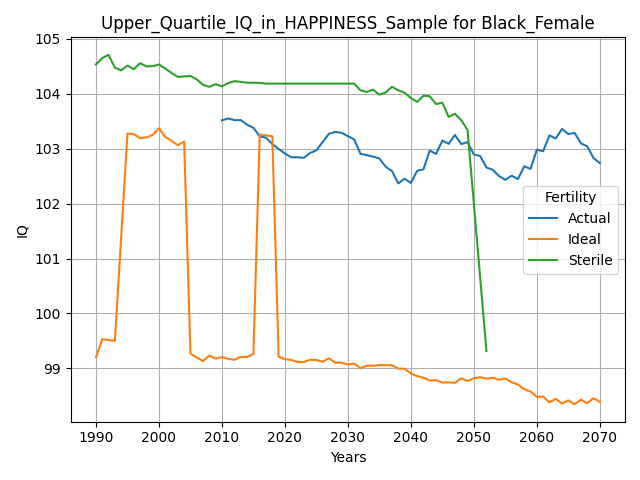 Upper_Quartile_IQ_in_HAPPINESS_Sample for Black_Female
105
104
103
102
101
100
99
IQ
Fertility
Actual
Ideal
Sterile
1990 2000 2010 2020 2030 2040 2050 2060 2070
Years